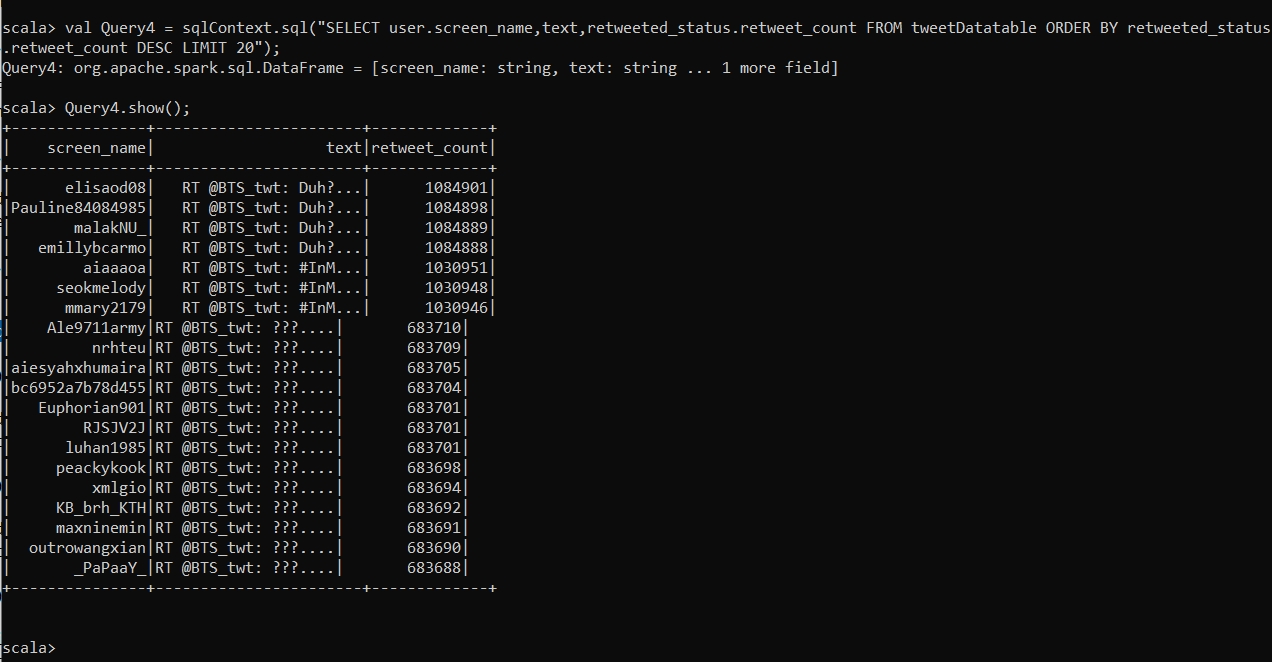 scala> val Query4 = sqlContext.sql("SELECT user.screen_name,text,retweeted_status.retweet_count FROM tweetDatatable ORDER BY retweeted_status
.retweet_count DESC LIMIT 20");
Query4: org.apache.spark.sql.DataFrame = [screen_name: string, text: string ... 1 more field]

scala> Query4.show();
+---------------+-----------------------+-------------+
|    screen_name|                   text|retweet_count|
+---------------+-----------------------+-------------+
|      elisaod08|   RT @BTS_twt: Duh?...|      1084901|
|Pauline84084985|   RT @BTS_twt: Duh?...|      1084898|
|       malakNU_|   RT @BTS_twt: Duh?...|      1084889|
|   emillybcarmo|   RT @BTS_twt: Duh?...|      1084888|
|        aiaaaoa|   RT @BTS_twt: #InM...|      1030951|
|     seokmelody|   RT @BTS_twt: #InM...|      1030948|
|      mmary2179|   RT @BTS_twt: #InM...|      1030946|
|    Ale9711army|RT @BTS_twt: ???....|       683710|
|         nrhteu|RT @BTS_twt: ???....|       683709|
|aiesyahxhumaira|RT @BTS_twt: ???....|       683705|
|bc6952a7b78d455|RT @BTS_twt: ???....|       683704|
|   Euphorian901|RT @BTS_twt: ???....|       683701|
|        RJSJV2J|RT @BTS_twt: ???....|       683701|
|      luhan1985|RT @BTS_twt: ???....|       683701|
|     peackykook|RT @BTS_twt: ???....|       683698|
|         xmlgio|RT @BTS_twt: ???....|       683694|
|     KB_brh_KTH|RT @BTS_twt: ???....|       683692|
|     maxninemin|RT @BTS_twt: ???....|       683691|
|  outrowangxian|RT @BTS_twt: ???....|       683690|
|       _PaPaaY_|RT @BTS_twt: ???....|       683688|
+---------------+-----------------------+-------------+

scala>